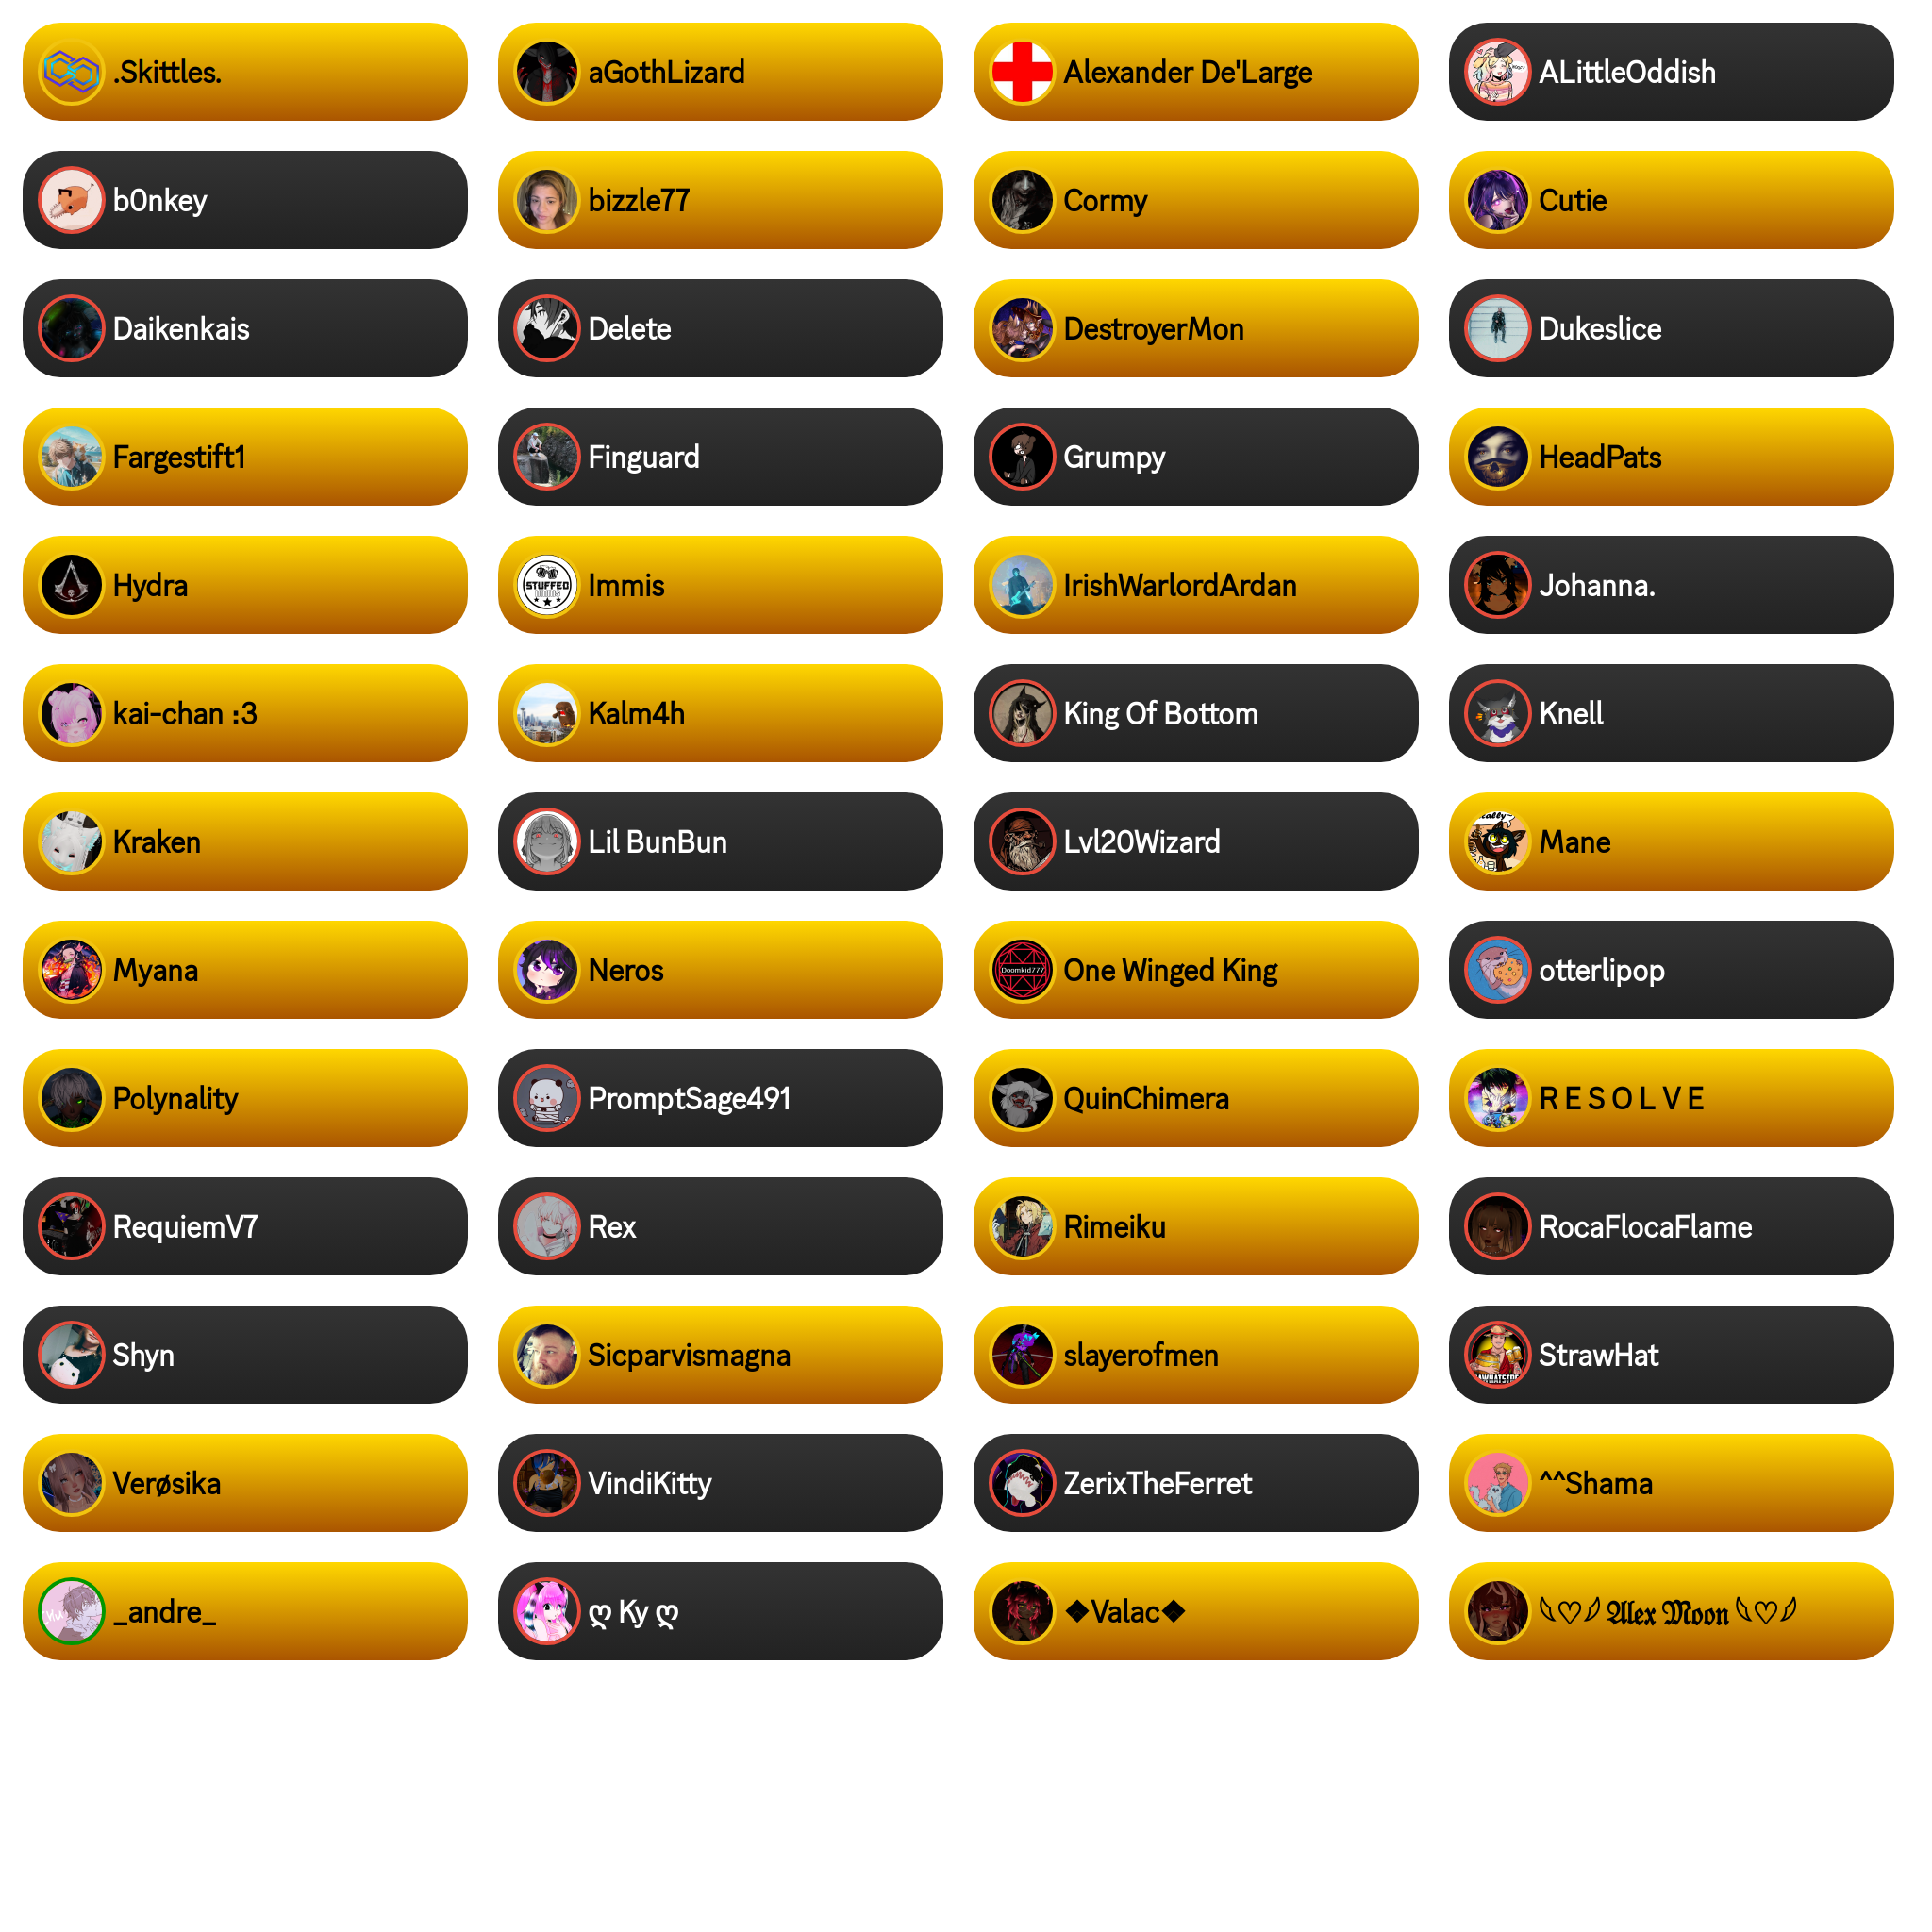 .Skittles. aGothLizard Alexander De'Large ALittleOddish
b0nkey bizzle77 Cormy Cutie
Daikenkais Delete DestroyerMon Dukeslice
Fargestift1 Finguard Grumpy HeadPats
Hydra Immis IrishWarlordArdan Johanna.
STUFFED
kai-chan :3 Kalm4h King Of Bottom Knell
Kraken Lil BunBun Lvl20Wizard Mane
Myana Neros One Winged King otterlipop
Doomkid777
Polynality PromptSage491 QuinChimera R E S O L V E
RequiemV7 Rex Rimeiku RocaFlocaFlame
Shyn Sicparvismagna slayerofmen StrawHat
Verøsika VindiKitty ZerixTheFerret ^^Shama
_andre_ ღ Ky ღ ❖Valac❖ 𓆩♡𓆪 𝕬𝖑𝖊𝖝 𝕸𝖔𝖔𝖓 𓆩♡𓆪